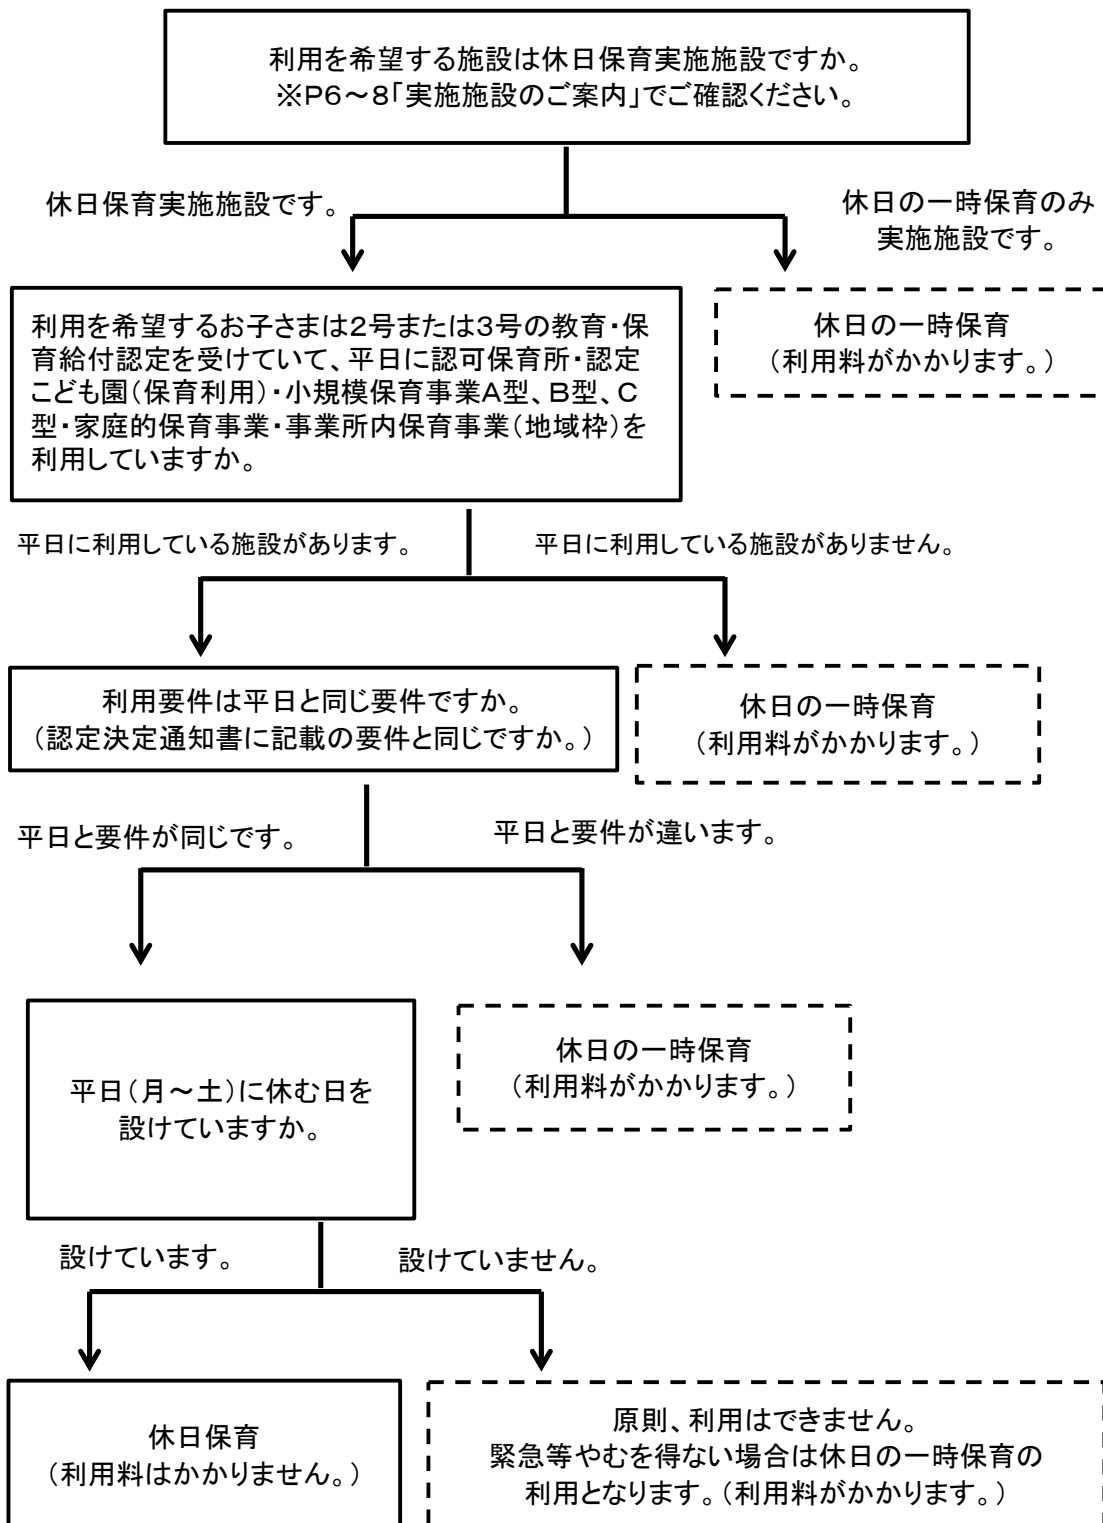 利用を希望する施設は休日保育実施施設ですか。
※P6～8「実施施設のご案内」でご確認ください。
休日保育実施施設です。
休日の一時保育のみ
実施施設です。
利用を希望するお子さまは2号または3号の教育・保
育給付認定を受けていて、平日に認可保育所・認定
こども園（保育利用）・小規模保育事業A型、B型、C
型・家庭的保育事業・事業所内保育事業（地域枠）を
利用していますか。
休日の一時保育
（利用料がかかります。）
平日に利用している施設があります。
平日に利用している施設がありません。
利用要件は平日と同じ要件ですか。
（認定決定通知書に記載の要件と同じですか。）
休日の一時保育
（利用料がかかります。）
平日と要件が同じです。
平日と要件が違います。
平日（月～土）に休む日を
設けていますか。
休日の一時保育
（利用料がかかります。）
設けています。
設けていません。
休日保育
（利用料はかかりません。）
原則、利用はできません。
緊急等やむを得ない場合は休日の一時保育の
利用となります。（利用料がかかります。）